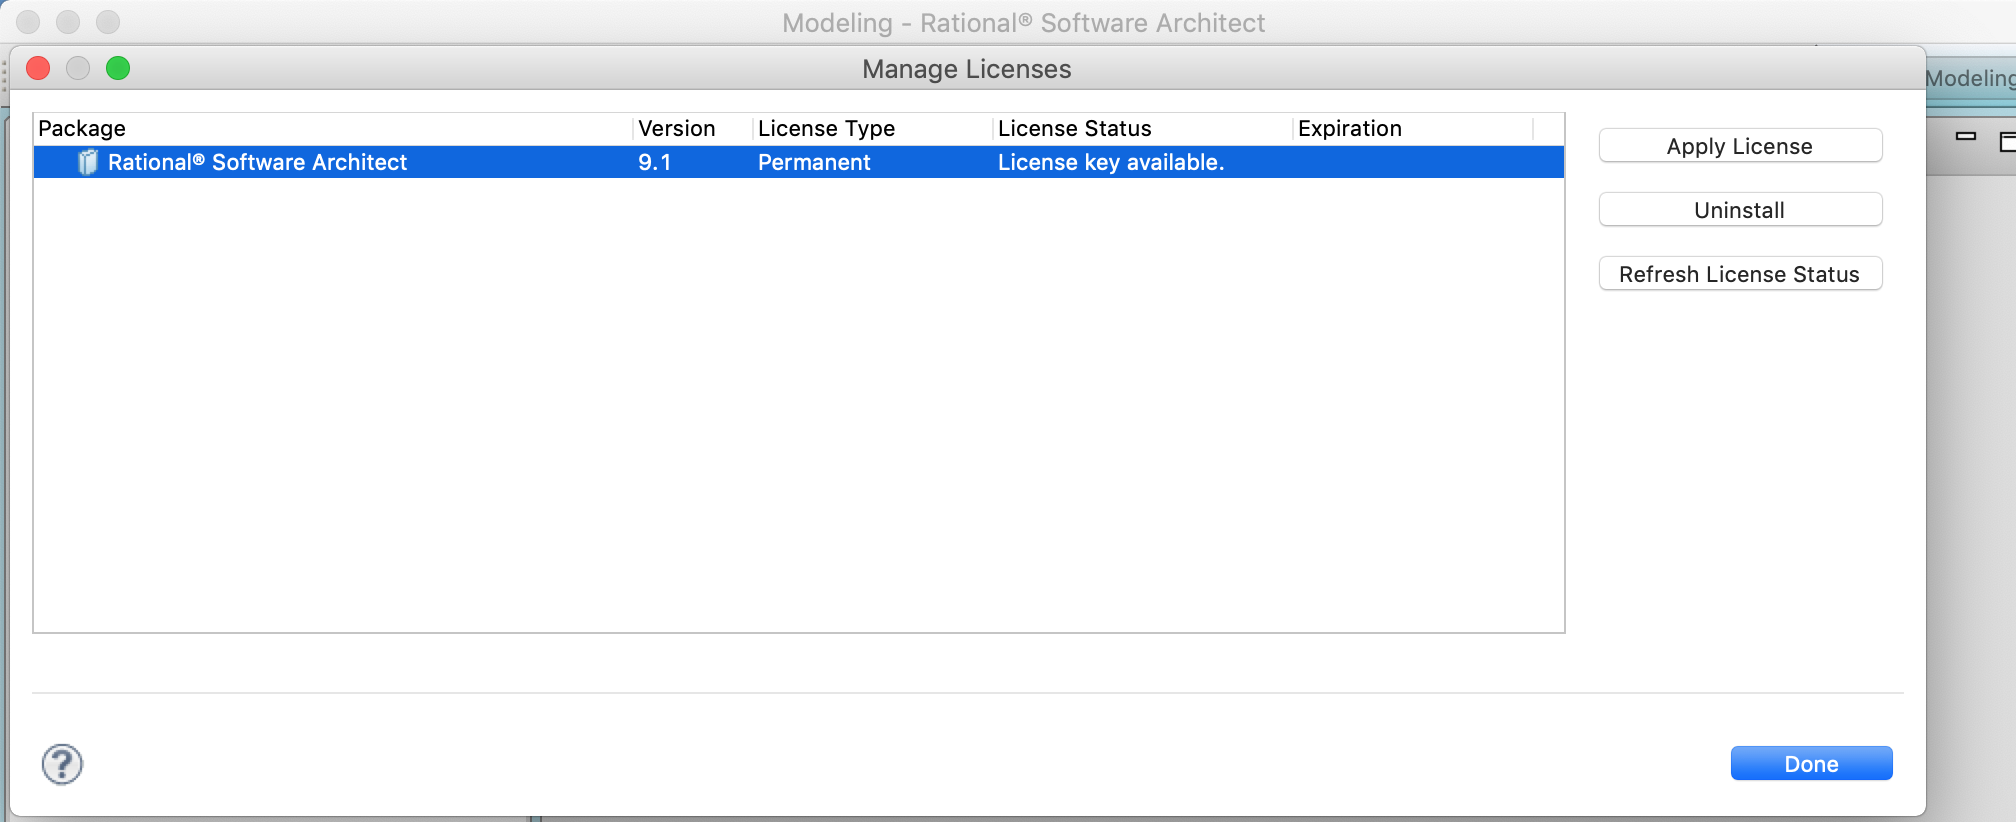 Modeling - Rational® Software Architect
Manage Licenses
Modeling
Package Version License Type License Status Expiration
Rational® Software Architect 9.1 Permanent License key available.
Apply License
Uninstall
Refresh License Status
?
Done